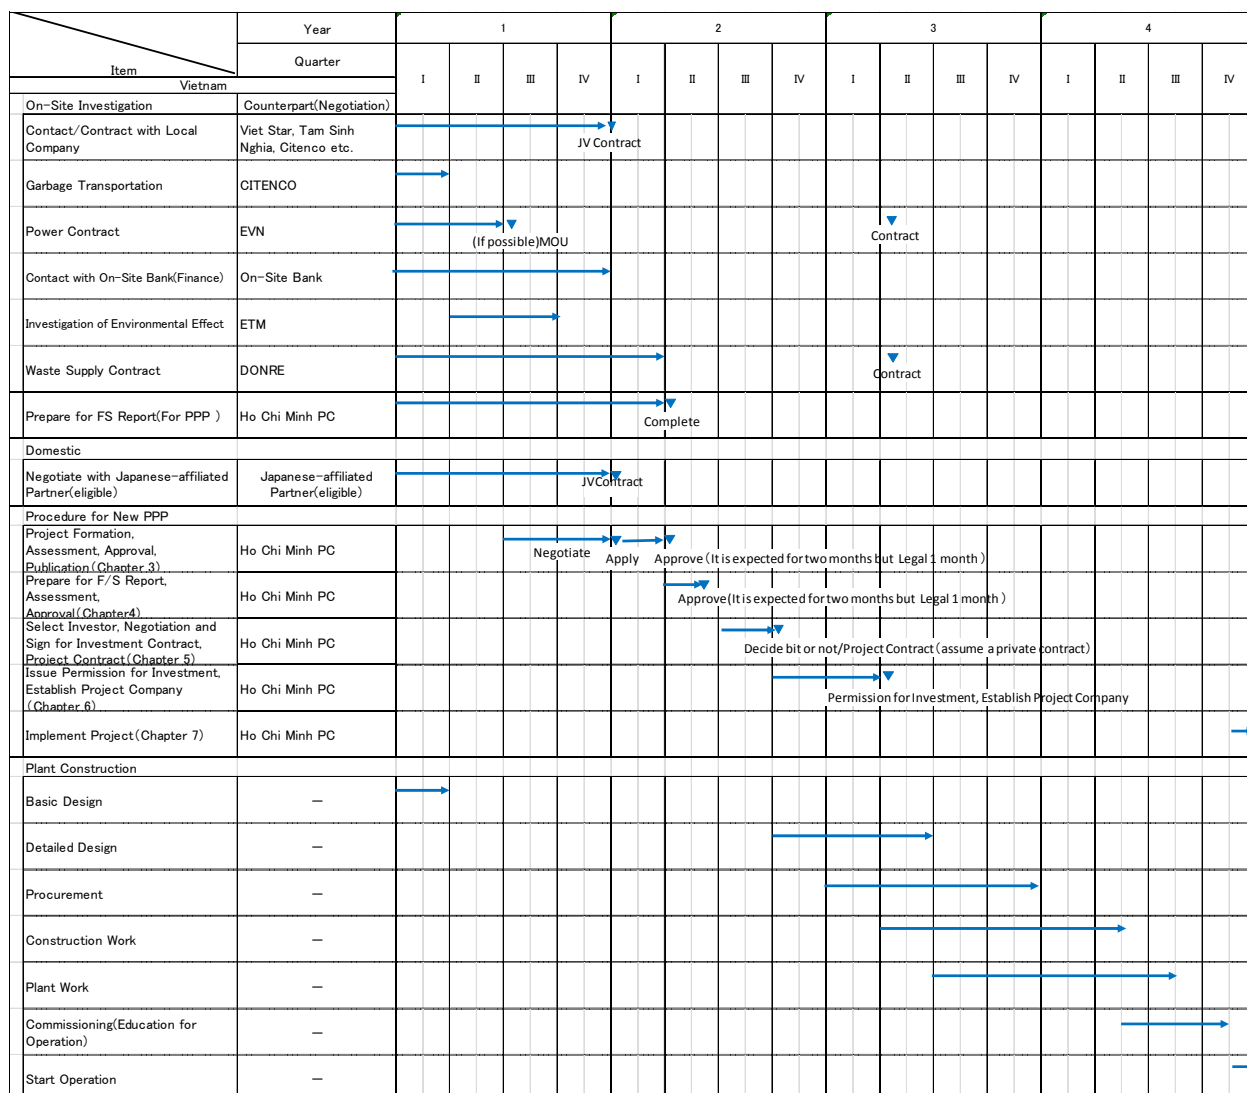 Year
1
2
3
4
Quarter
Item
I
II
III
IV
I
II
III
IV
I
II
III
IV
I
II
III
IV
Vietnam
On-Site Investigation
Counterpart(Negotiation)
Contact/Contract with Local
Company
Viet Star, Tam Sinh
Nghia, Citenco etc.
JV Contract
Garbage Transportation
CITENCO
Power Contract
EVN
(If possible)MOU
Contract
Contact with On-Site Bank(Finance)
On-Site Bank
Investigation of Environmental Effect
ETM
Waste Supply Contract
DONRE
Contract
Prepare for FS Report(For PPP )
Ho Chi Minh PC
Complete
Domestic
Negotiate with Japanese-affiliated
Partner(eligible)
Japanese-affiliated
Partner(eligible)
JVContract
Procedure for New PPP
Project Formation,
Assessment, Approval,
Publication(Chapter.3)
Ho Chi Minh PC
Negotiate
Apply
Approve(It is expected for two months but Legal 1 month)
Prepare for F/S Report,
Assessment,
Approval(Chapter4)
Ho Chi Minh PC
Approve(It is expected for two months but Legal 1 month)
Select Investor, Negotiation and
Sign for Investment Contract,
Project Contract(Chapter 5)
Ho Chi Minh PC
Decide bit or not/Project Contract(assume a private contract)
Issue Permission for Investment,
Establish Project Company
(Chapter 6)
Ho Chi Minh PC
Permission for Investment, Establish Project Company
Implement Project(Chapter 7)
Ho Chi Minh PC
Plant Construction
Basic Design
—
Detailed Design
—
Procurement
—
Construction Work
—
Plant Work
—
Commissioning(Education for
Operation)
—
Start Operation
—